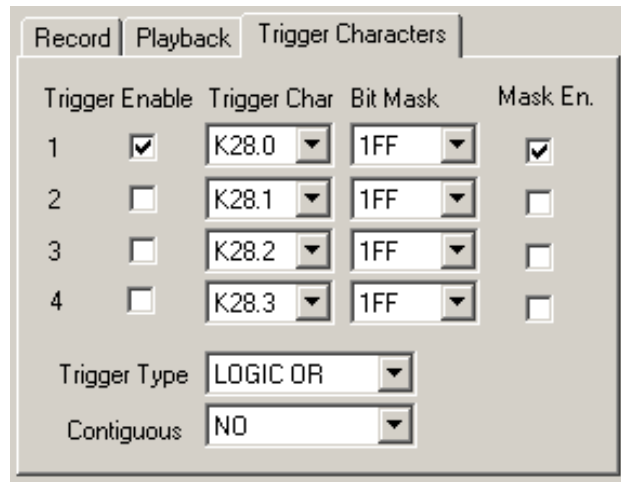 Record Playback Trigger Characters
Trigger Enable Trigger Char Bit Mask Mask En.
1 K28.0 1FF
2 K28.1 1FF
3 K28.2 1FF
4 K28.3 1FF
Trigger Type LOGIC OR
Contiguous NO